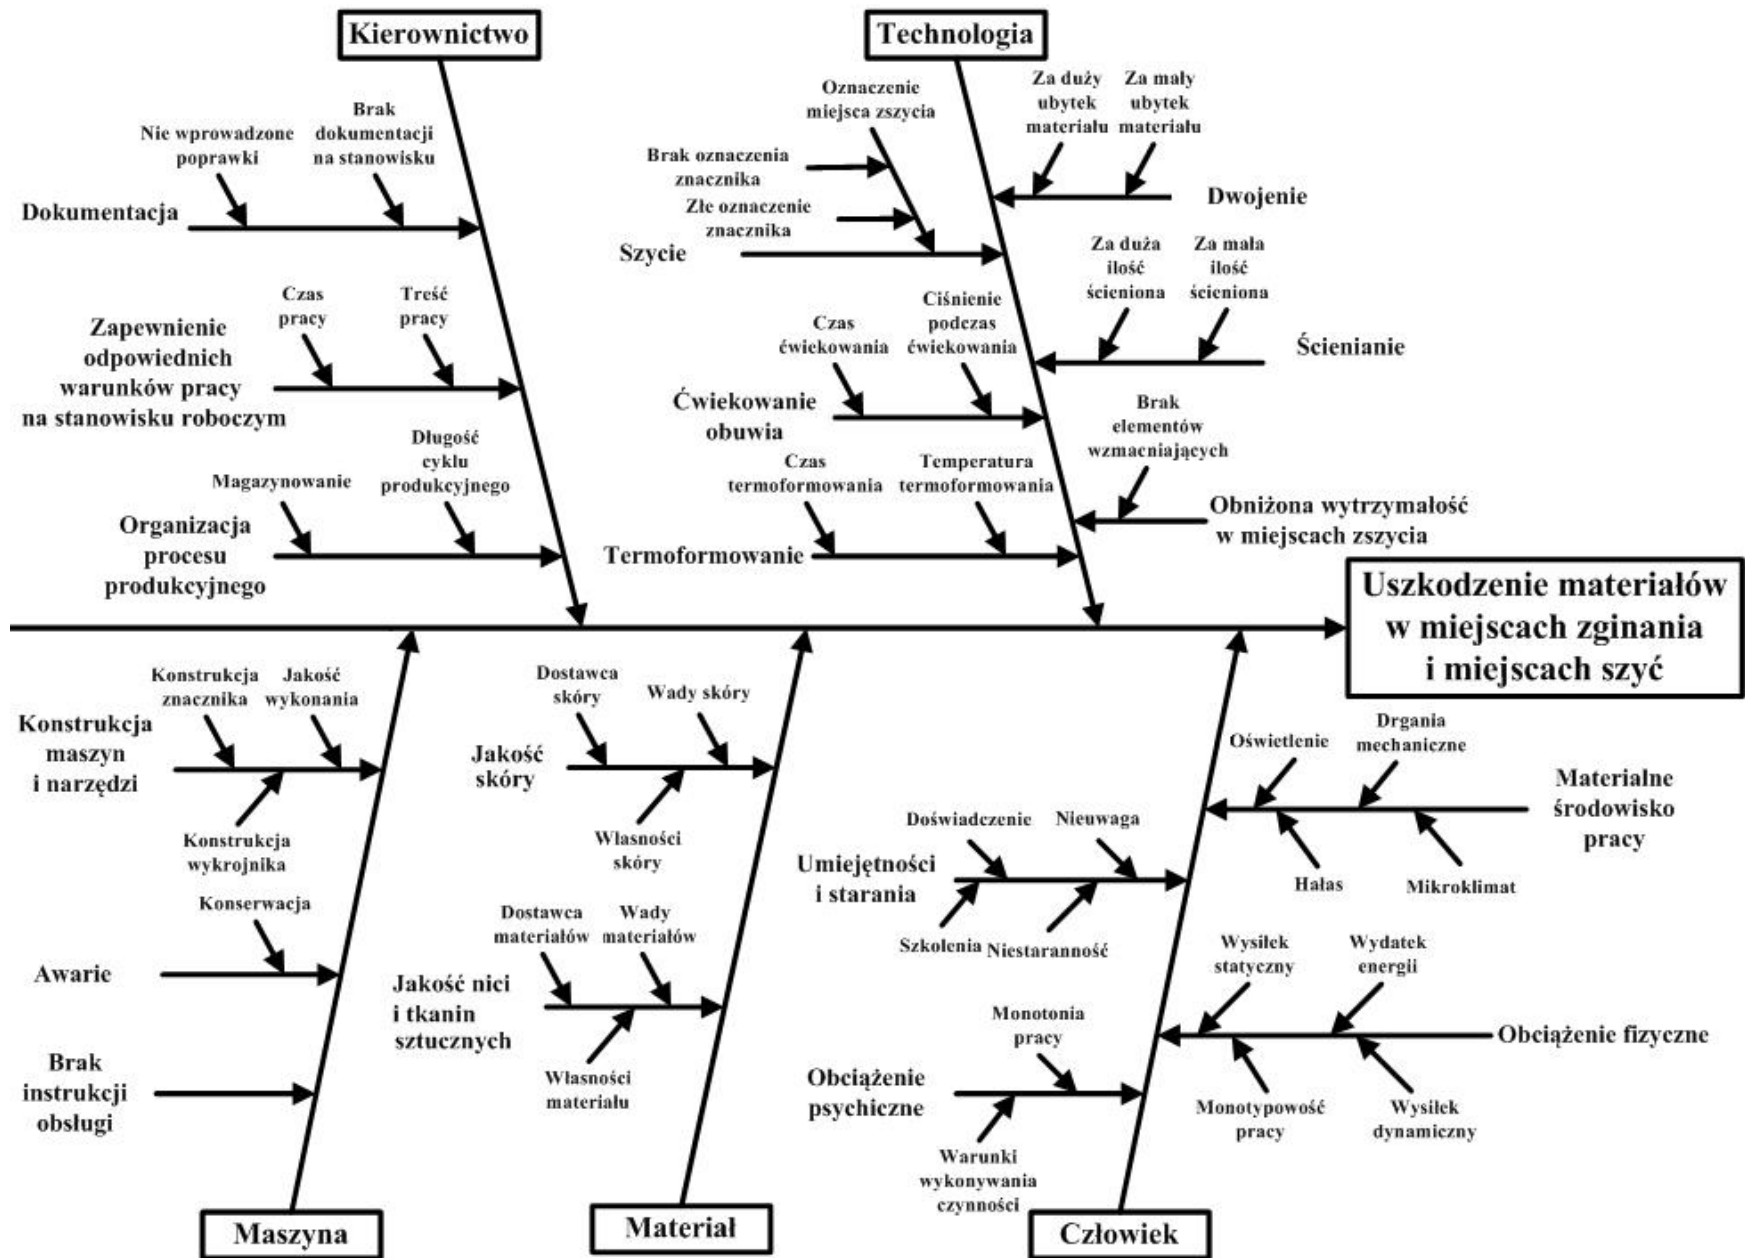 Kierownictwo
Nie wprowadzone
poprawki
Brak
dokumentacji
na stanowisku
Dokumentacja
Czas
pracy
Treść
pracy
Zapewnienie
odpowiednich
warunków pracy
na stanowisku roboczym
Magazynowanie
Długość
cyklu
produkcyjnego
Organizacja
procesu
produkcyjnego
Technologia
Oznaczenie
miejsca zszycia
Brak oznaczenia
znacznika
Złe oznaczenie
znacznika
Szycie
Za duży
ubytek
materiału
Za mały
ubytek
materiału
Dwojenie
Za duża
ilość
ścieniona
Za mała
ilość
ścieniona
Ścienianie
Czas
ćwiekowania
Ciśnienie
podczas
ćwiekowania
Ćwiekowanie
obuwia
Brak
elementów
wzmacniających
Obniżona wytrzymałość
w miejscach zszycia
Czas
termoformowania
Temperatura
termoformowania
Termoformowanie
Uszkodzenie materiałów
w miejscach zginania
i miejscach szyć
Konstrukcja
znacznika
Jakość
wykonania
Konstrukcja
maszyn
i narzędzi
Konstrukcja
wykrojnika
Konserwacja
Awarie
Brak
instrukcji
obsługi
Maszyna
Dostawca
skóry
Wady skóry
Jakość
skóry
Własności
skóry
Dostawca
materiałów
Wady
materiałów
Jakość nici
i tkanin
sztucznych
Własności
materiału
Materiał
Oświetlenie
Drgania
mechaniczne
Materialne
środowisko
pracy
Hałas
Mikroklimat
Doświadczenie
Nieuwaga
Umiejętności
i starania
Szkolenia
Niestaranność
Wysiłek
statyczny
Wydatek
energii
Obciążenie fizyczne
Monotypowość
pracy
Wysiłek
dynamiczny
Monotonia
pracy
Obciążenie
psychiczne
Warunki
wykonywania
czynności
Człowiek